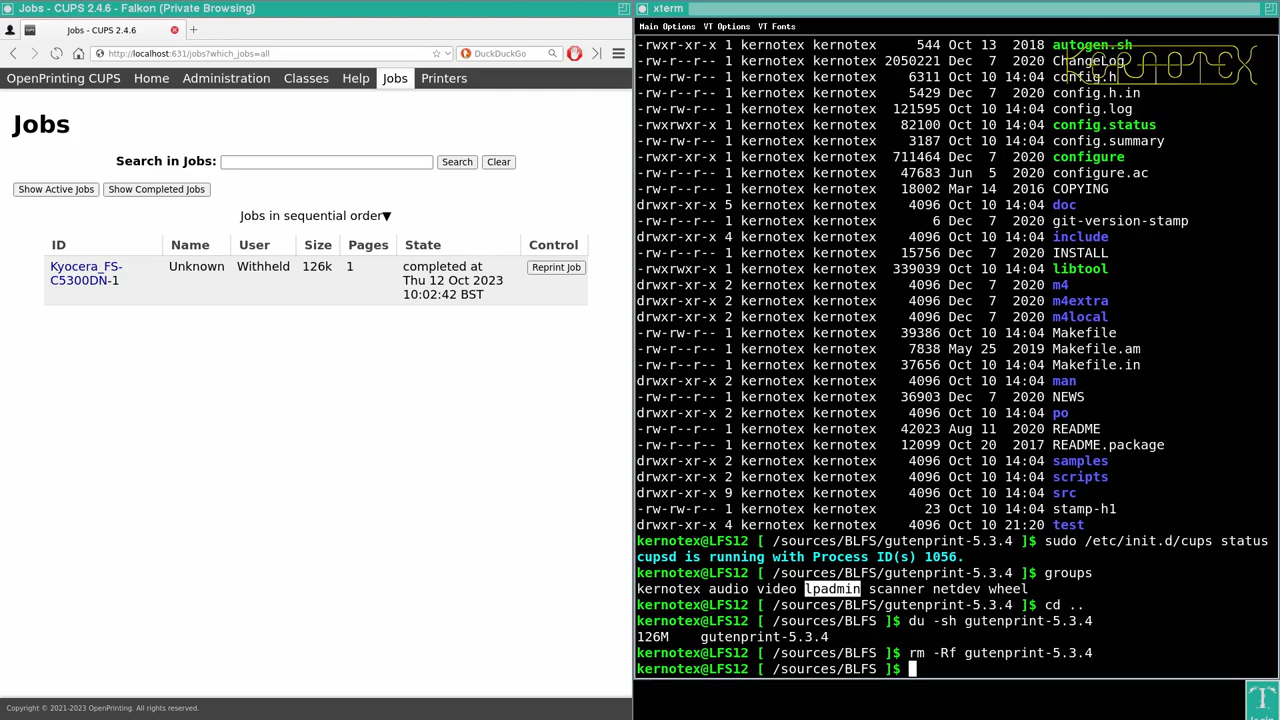 Jobs - CUPS 2.4.6 - Falkon (Private Browsing)
Jobs - CUPS 2.4.6
http://localhost:631/jobs?which_jobs=all
DuckDuckGo
OpenPrinting CUPS Home Administration Classes Help Jobs Printers
Jobs
Search in Jobs: Search Clear
Show Active Jobs Show Completed Jobs
Jobs in sequential order▼
ID Name User Size Pages State Control
Kyocera_FS- Unknown Withheld 126k 1 completed at Reprint Job
C5300DN-1 Thu 12 Oct 2023
10:02:42 BST
Copyright © 2021-2023 OpenPrinting. All rights reserved.
xterm
Main Options VT Options VT Fonts
-rwxr-xr-x 1 kernotex kernotex 544 Oct 13 2018 autogen.sh
-rw-r--r-- 1 kernotex kernotex 2050221 Dec 7 2020 ChangeLog
-rw-rw-r-- 1 kernotex kernotex 6311 Oct 10 14:04 config.h
-rw-r--r-- 1 kernotex kernotex 5429 Dec 7 2020 config.h.in
-rw-rw-r-- 1 kernotex kernotex 121595 Oct 10 14:04 config.log
-rwxrwxr-x 1 kernotex kernotex 82100 Oct 10 14:04 config.status
-rw-rw-r-- 1 kernotex kernotex 3187 Oct 10 14:04 config.summary
-rwxr-xr-x 1 kernotex kernotex 711464 Dec 7 2020 configure
-rw-r--r-- 1 kernotex kernotex 47683 Jun 5 2020 configure.ac
-rw-r--r-- 1 kernotex kernotex 18002 Mar 14 2016 COPYING
drwxr-xr-x 5 kernotex kernotex 4096 Oct 10 14:04 doc
-rw-r--r-- 1 kernotex kernotex 6 Dec 7 2020 git-version-stamp
drwxr-xr-x 4 kernotex kernotex 4096 Oct 10 14:04 include
-rw-r--r-- 1 kernotex kernotex 15756 Dec 7 2020 INSTALL
-rwxrwxr-x 1 kernotex kernotex 339039 Oct 10 14:04 libtool
drwxr-xr-x 2 kernotex kernotex 4096 Dec 7 2020 m4
drwxr-xr-x 2 kernotex kernotex 4096 Dec 7 2020 m4extra
drwxr-xr-x 2 kernotex kernotex 4096 Dec 7 2020 m4local
-rw-rw-r-- 1 kernotex kernotex 39386 Oct 10 14:04 Makefile
-rw-r--r-- 1 kernotex kernotex 7838 May 25 2019 Makefile.am
-rw-r--r-- 1 kernotex kernotex 37656 Oct 10 14:04 Makefile.in
drwxr-xr-x 2 kernotex kernotex 4096 Oct 10 14:04 man
-rw-r--r-- 1 kernotex kernotex 36903 Dec 7 2020 NEWS
drwxr-xr-x 2 kernotex kernotex 4096 Oct 10 14:04 po
-rw-r--r-- 1 kernotex kernotex 42023 Aug 11 2020 README
-rw-r--r-- 1 kernotex kernotex 12099 Oct 20 2017 README.package
drwxr-xr-x 2 kernotex kernotex 4096 Oct 10 14:04 samples
drwxr-xr-x 2 kernotex kernotex 4096 Oct 10 14:04 scripts
drwxr-xr-x 9 kernotex kernotex 4096 Oct 10 14:04 src
-rw-rw-r-- 1 kernotex kernotex 23 Oct 10 14:04 stamp-h1
drwxr-xr-x 4 kernotex kernotex 4096 Oct 10 21:20 test
kernotex@LFS12 [ /sources/BLFS/gutenprint-5.3.4 ]$ sudo /etc/init.d/cups status
cupsd is running with Process ID(s) 1056.
kernotex@LFS12 [ /sources/BLFS/gutenprint-5.3.4 ]$ groups
kernotex audio video lpadmin scanner netdev wheel
kernotex@LFS12 [ /sources/BLFS/gutenprint-5.3.4 ]$ cd ..
kernotex@LFS12 [ /sources/BLFS ]$ du -sh gutenprint-5.3.4
126M gutenprint-5.3.4
kernotex@LFS12 [ /sources/BLFS ]$ rm -Rf gutenprint-5.3.4
kernotex@LFS12 [ /sources/BLFS ]$
KERNOTEX